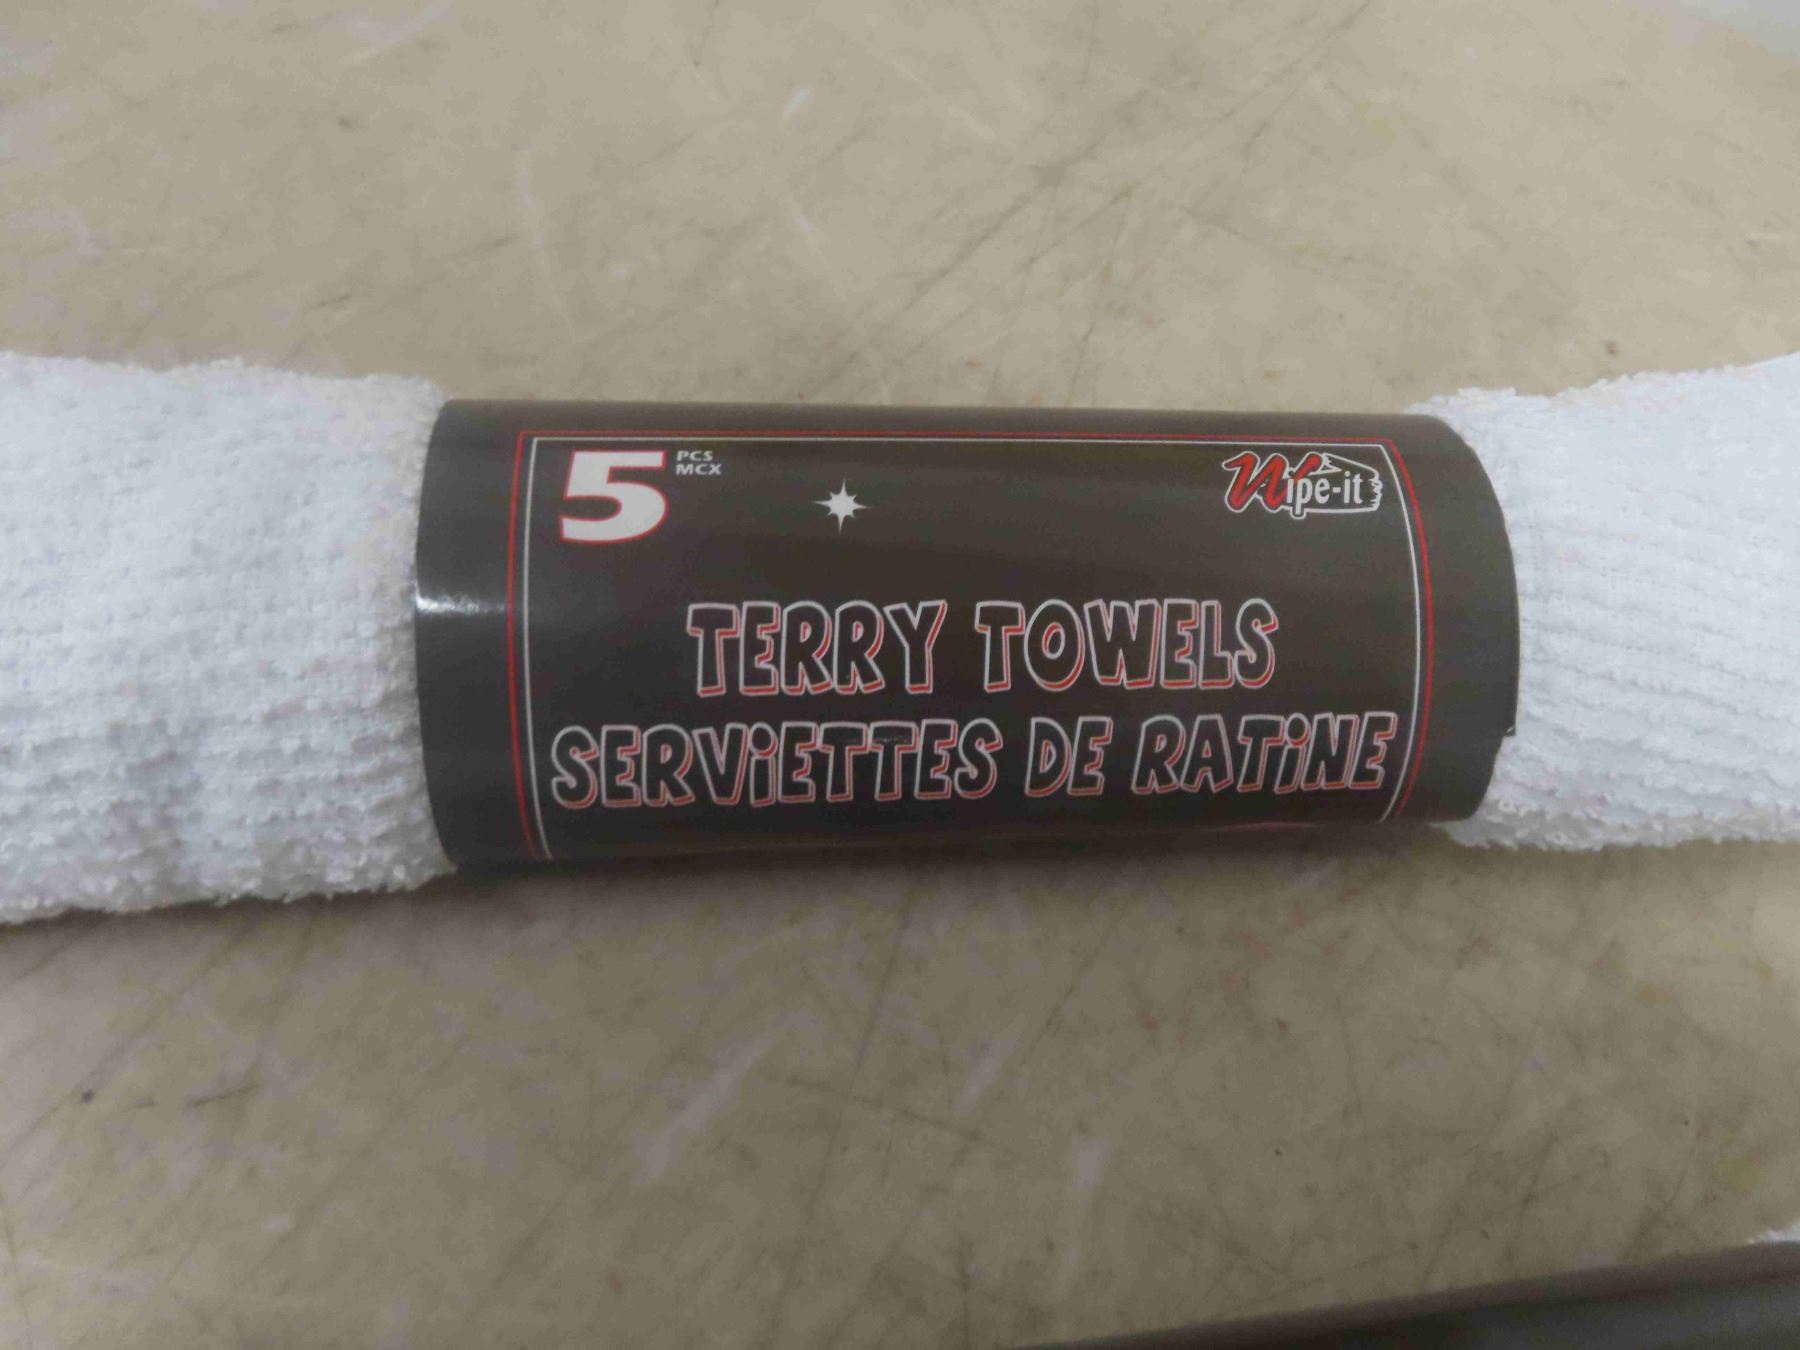 5 PCS
MCX
Wipe-it
TERRY TOWELS
SERVIETTES DE RATINE